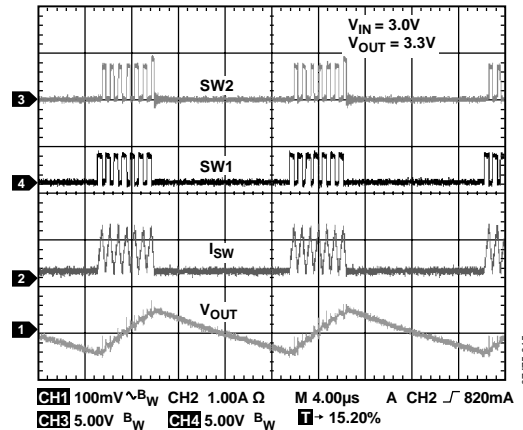 V_IN = 3.0V
V_OUT = 3.3V
SW2
3
SW1
4
I_SW
2
V_OUT
1
CH1 100mV ∿ B_W CH2 1.00A Ω M 4.00µs A CH2 ⎍ 820mA
CH3 5.00V B_W CH4 5.00V B_W T → 15.20%